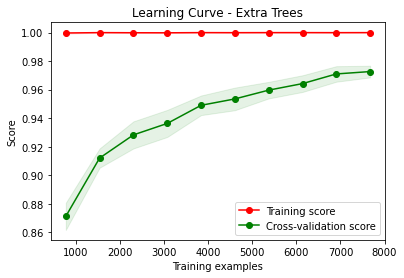 Learning Curve - Extra Trees
Score
1.00
0.98
0.96
0.94
0.92
0.90
0.88
0.86
Training score
Cross-validation score
1000 2000 3000 4000 5000 6000 7000 8000
Training examples